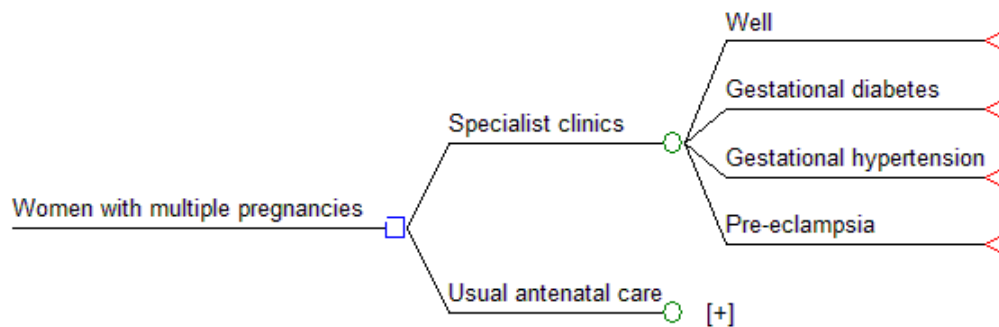 Well
Gestational diabetes
Specialist clinics
Gestational hypertension
Women with multiple pregnancies
Pre-eclampsia
Usual antenatal care
[+]